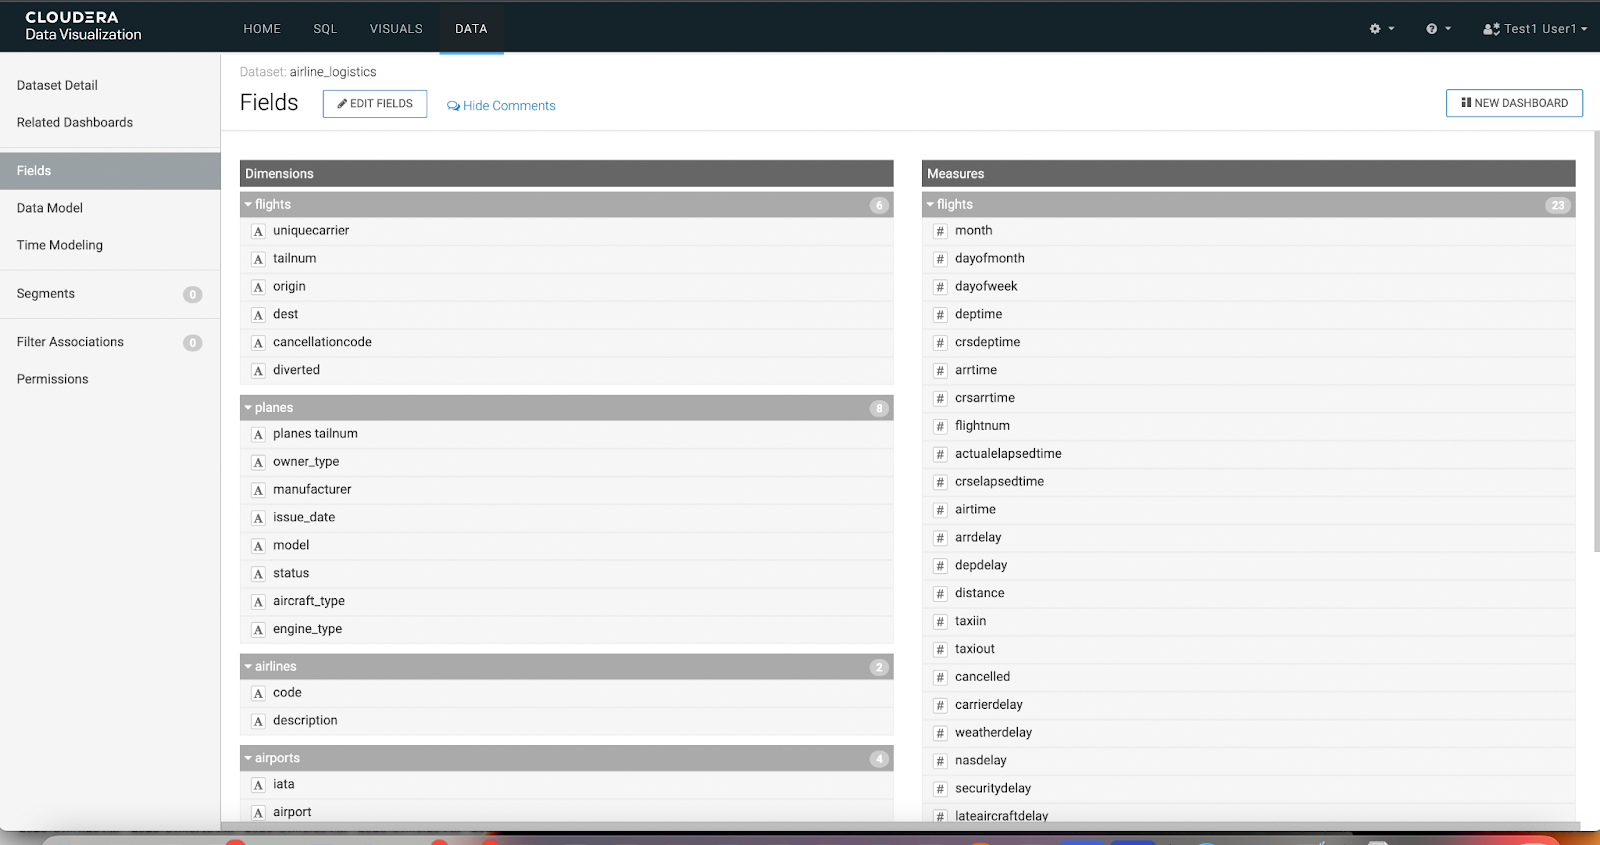 CLOUDERA
Data Visualization
HOME
SQL
VISUALS
DATA
Test1 User1
Dataset Detail
Related Dashboards
Fields
Data Model
Time Modeling
Segments 0
Filter Associations 0
Permissions
Dataset: airline_logistics
Fields
EDIT FIELDS
Hide Comments
NEW DASHBOARD
Dimensions
flights 6
A uniquecarrier
A tailnum
A origin
A dest
A cancellationcode
A diverted
planes 8
A planes tailnum
A owner_type
A manufacturer
A issue_date
A model
A status
A aircraft_type
A engine_type
airlines 2
A code
A description
airports 4
A iata
A airport
Measures
flights 23
# month
# dayofmonth
# dayofweek
# deptime
# crsdeptime
# arrtime
# crsarrtime
# flightnum
# actualelapsedtime
# crselapsedtime
# airtime
# arrdelay
# depdelay
# distance
# taxiin
# taxiout
# cancelled
# carrierdelay
# weatherdelay
# nasdelay
# securitydelay
# lateaircraftdelay